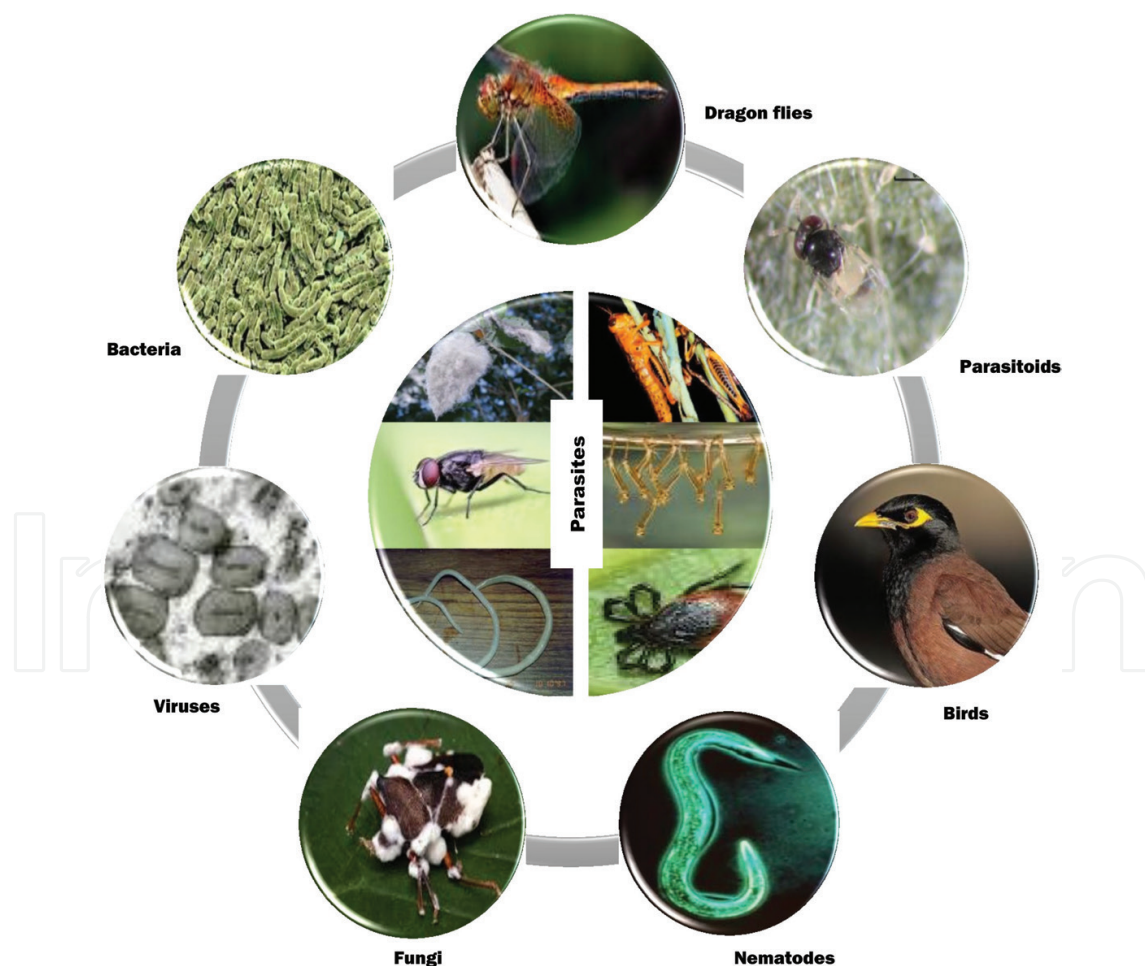 Dragon flies
Bacteria
Parasitoids
Parasites
Viruses
Birds
Fungi
Nematodes